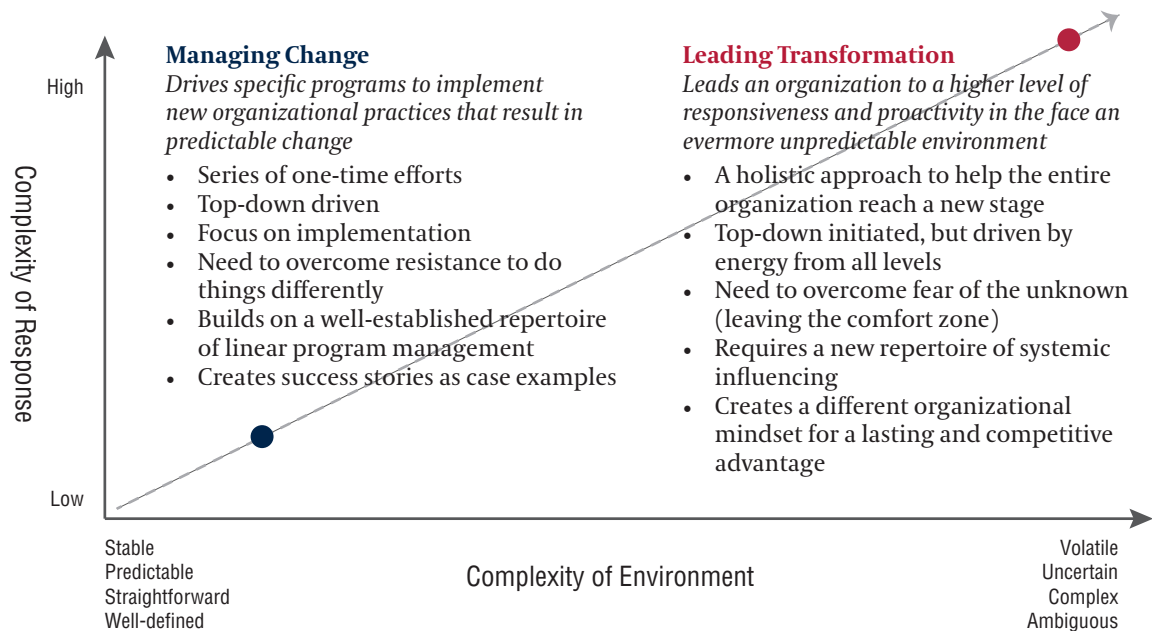 High
Complexity of Response
Low
Managing Change
Drives specific programs to implement
new organizational practices that result in
predictable change
• Series of one-time efforts
• Top-down driven
• Focus on implementation
• Need to overcome resistance to do
things differently
• Builds on a well-established repertoire
of linear program management
• Creates success stories as case examples
Leading Transformation
Leads an organization to a higher level of
responsiveness and proactivity in the face an
evermore unpredictable environment
• A holistic approach to help the entire
organization reach a new stage
• Top-down initiated, but driven by
energy from all levels
• Need to overcome fear of the unknown
(leaving the comfort zone)
• Requires a new repertoire of systemic
influencing
• Creates a different organizational
mindset for a lasting and competitive
advantage
Stable
Predictable
Straightforward
Well-defined
Complexity of Environment
Volatile
Uncertain
Complex
Ambiguous